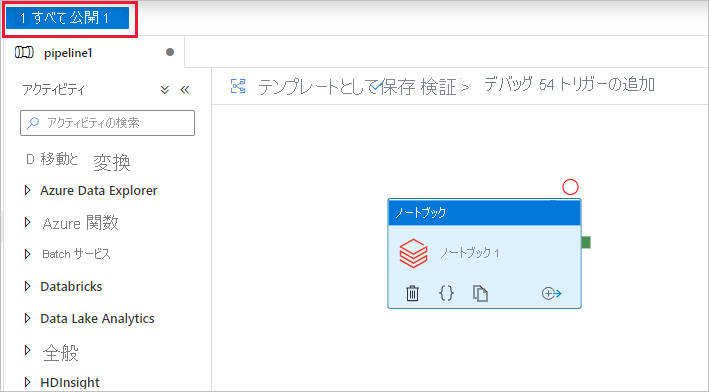 1 すべて公開 1
pipeline1
アクティビティ
アクティビティの検索
D 移動と 変換
Azure Data Explorer
Azure 関数
Batch サービス
Databricks
Data Lake Analytics
全般
HDInsight
テンプレートとして保存 検証 > デバッグ 54 トリガーの追加
ノートブック
ノートブック 1